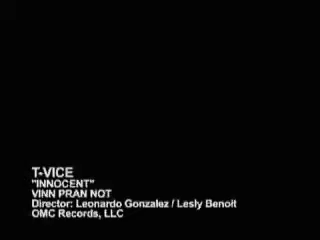 T-VICE
"INNOCENT"
VINN PRAN NOT
Director: Leonardo Gonzalez / Lesly Benoit
OMC Records, LLC